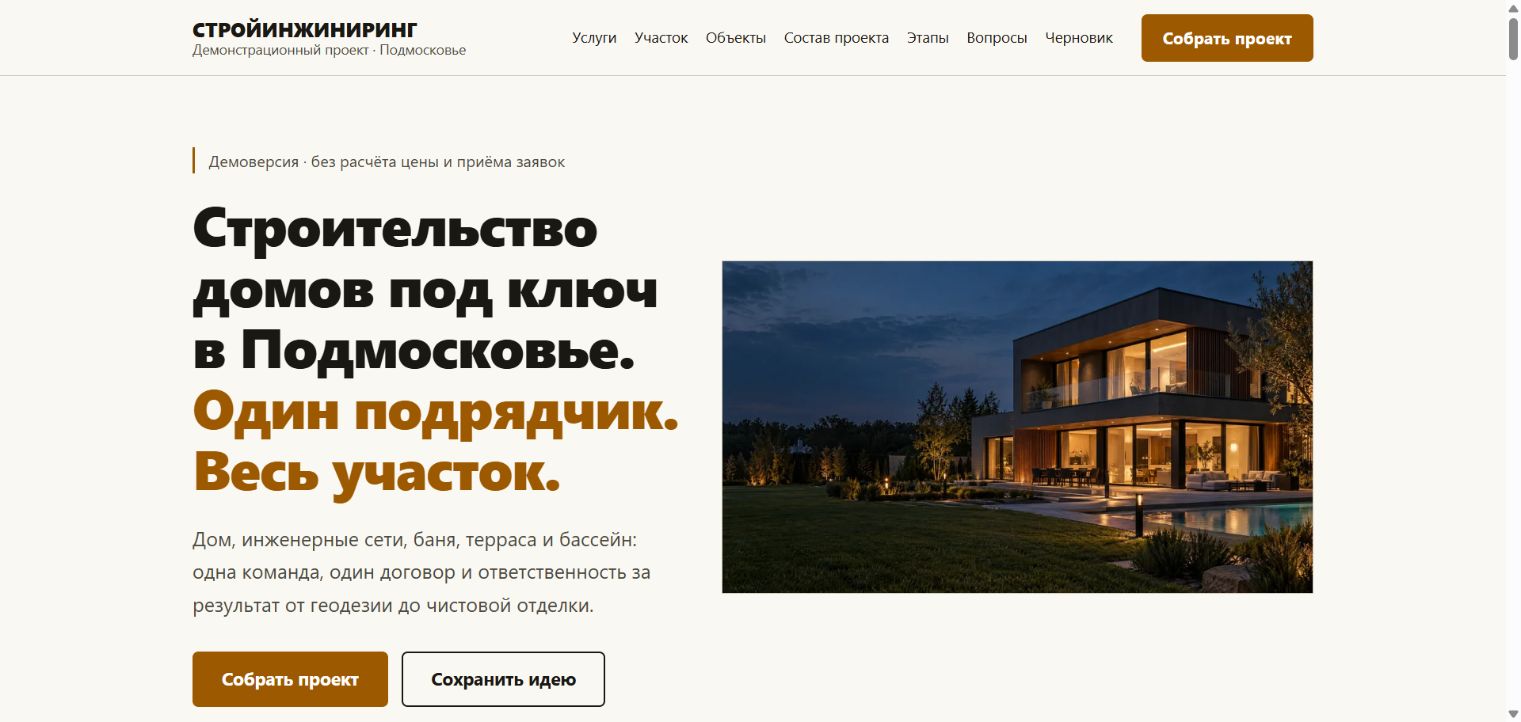 СТРОЙИНЖИНИРИНГ
Демонстрационный проект · Подмосковье
Услуги Участок Объекты Состав проекта Этапы Вопросы Черновик
Собрать проект
Демоверсия · без расчёта цены и приёма заявок
Строительство
домов под ключ
в Подмосковье.
Один подрядчик.
Весь участок.
Дом, инженерные сети, баня, терраса и бассейн:
одна команда, один договор и ответственность за
результат от геодезии до чистовой отделки.
Собрать проект
Сохранить идею